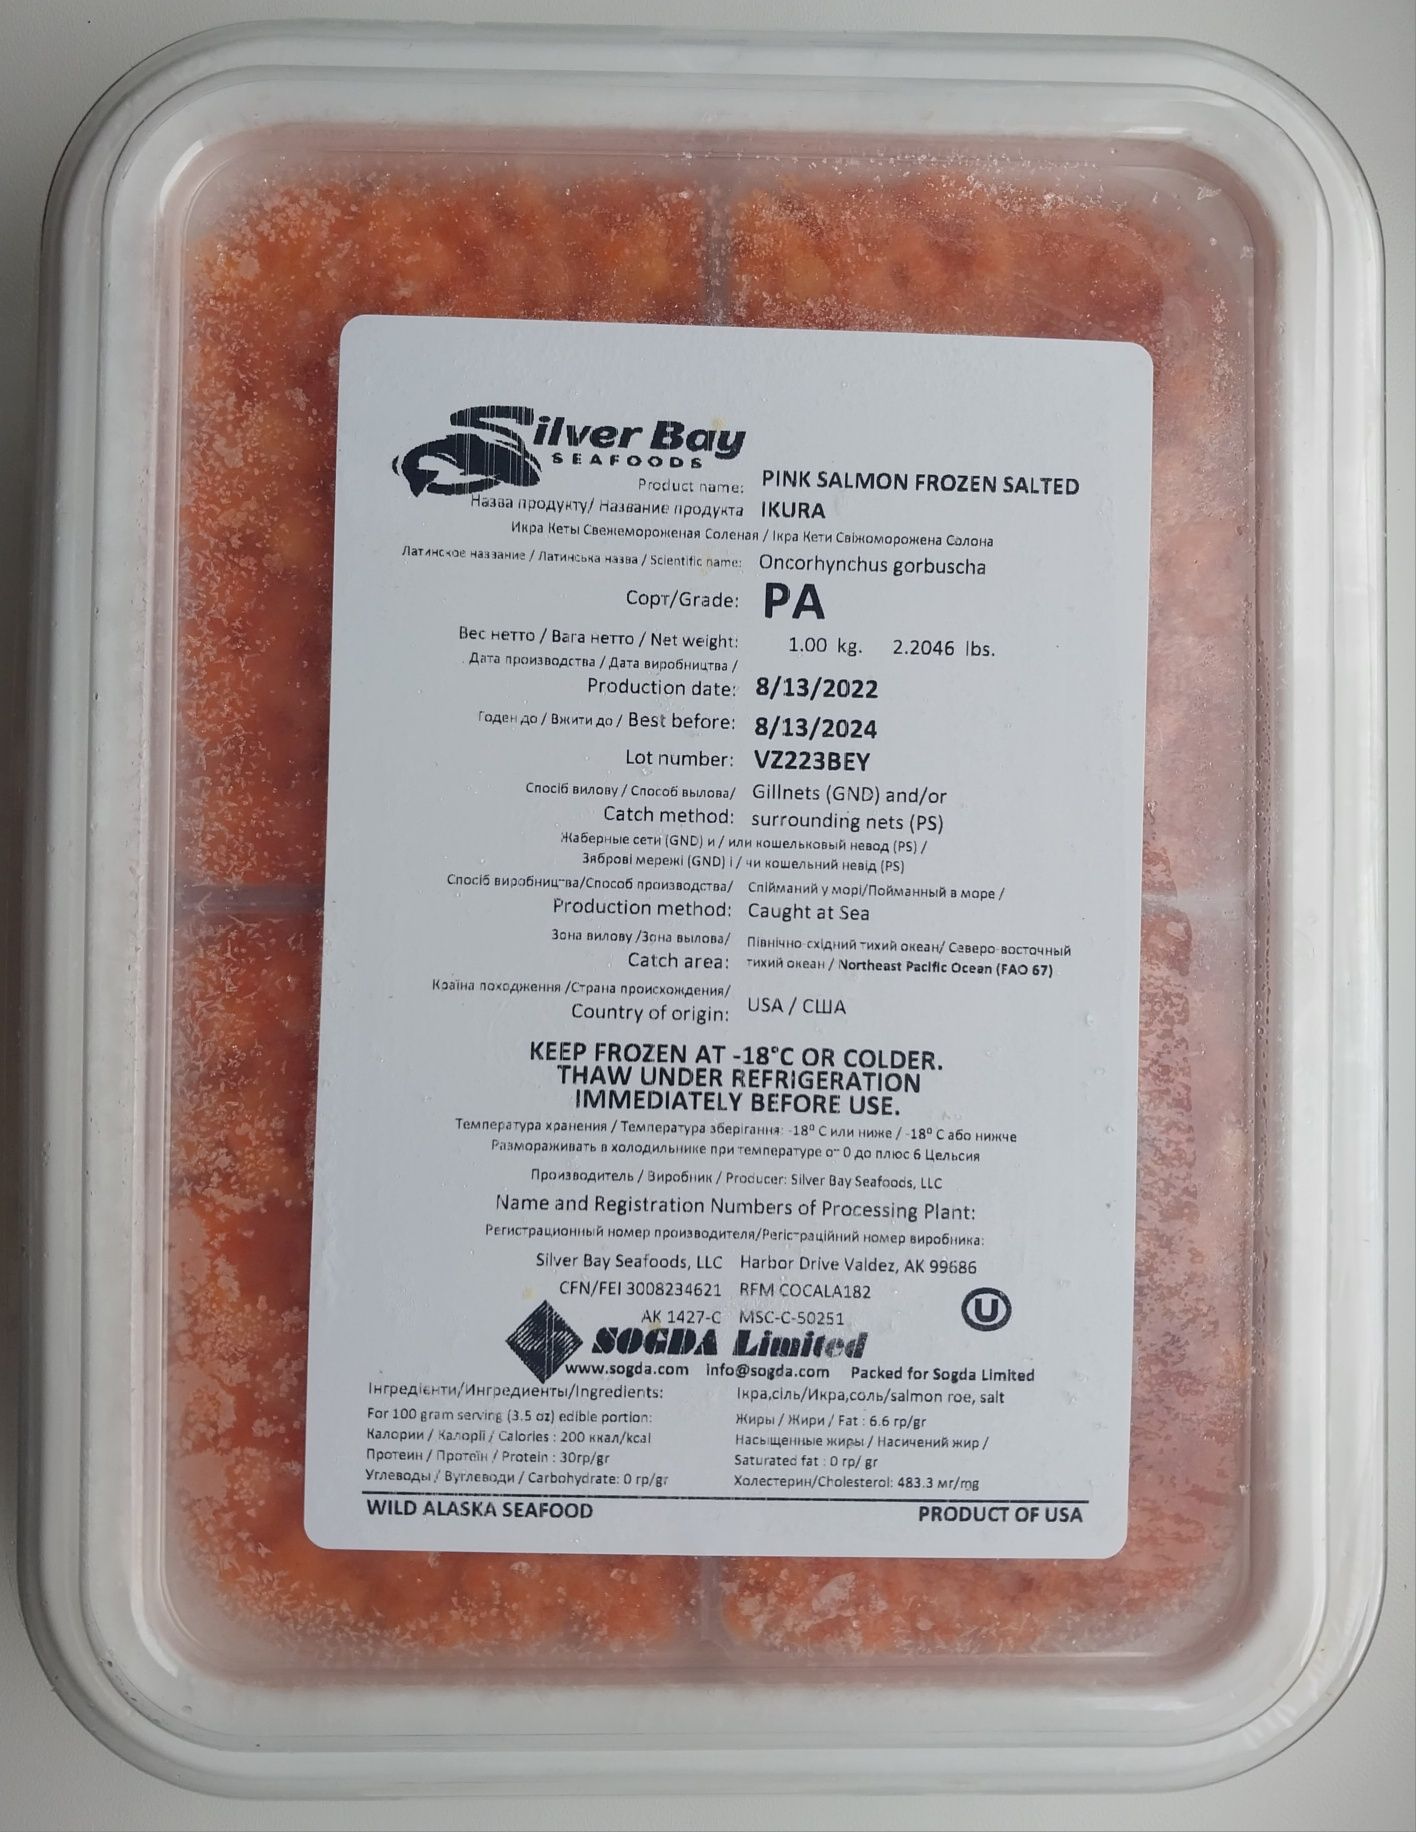 Silver Bay
SEAFOODS
Product name: PINK SALMON FROZEN SALTED
Назва продукту/ Название продукта IKURA
Икра Кеты Свежемороженая Соленая / Ікра Кети Свіжоморожена Солона
Латинское название / Латинська назва / Scientific name: Oncorhynchus gorbuscha
Сорт/Grade: PA
Вес нетто / Вага нетто / Net weight: 1.00 kg. 2.2046 lbs.
Дата производства / Дата виробництва /
Production date: 8/13/2022
Годен до / Вжити до / Best before: 8/13/2024
Lot number: VZ223BEY
Спосіб вилову / Способ вылова/ Gillnets (GND) and/or
Catch method: surrounding nets (PS)
Жаберные сети (GND) и / или кошельковый невод (PS) /
Зяброві мережі (GND) і / чи кошельний невід (PS)
Спосіб виробництва/Способ производства/ Спійманий у морі/Пойманный в море /
Production method: Caught at Sea
Зона вилову /Зона вылова/ Північно-східний тихий океан/ Северо-восточный
Catch area: тихий океан / Northeast Pacific Ocean (FAO 67)
Країна походження /Страна происхождения/
Country of origin: USA / США
KEEP FROZEN AT -18°C OR COLDER.
THAW UNDER REFRIGERATION
IMMEDIATELY BEFORE USE.
Температура хранения / Температура зберігання: -18º С или ниже / -18º С або нижче
Размораживать в холодильнике при температуре от 0 до плюс 6 Цельсия
Производитель / Виробник / Producer: Silver Bay Seafoods, LLC
Name and Registration Numbers of Processing Plant:
Регистрационный номер производителя/Регістраційний номер виробника:
Silver Bay Seafoods, LLC Harbor Drive Valdez, AK 99686
CFN/FEI 3008234621 RFM COCALA182
AK 1427-C MSC-C-50251
U
SOGDA Limited
www.sogda.com info@sogda.com Packed for Sogda Limited
Інгредієнти/Ингредиенты/Ingredients: Ікра,сіль/Икра,соль/salmon roe, salt
For 100 gram serving (3.5 oz) edible portion: Жиры / Жири / Fat : 6.6 гр/gr
Калории / Калорії / Calories : 200 ккал/kcal Насыщенные жиры / Насичений жир /
Протеин / Протеїн / Protein : 30гр/gr Saturated fat : 0 гр/ gr
Углеводы / Вуглеводи / Carbohydrate: 0 гр/gr Холестерин/Cholesterol: 483.3 мг/mg
WILD ALASKA SEAFOOD PRODUCT OF USA